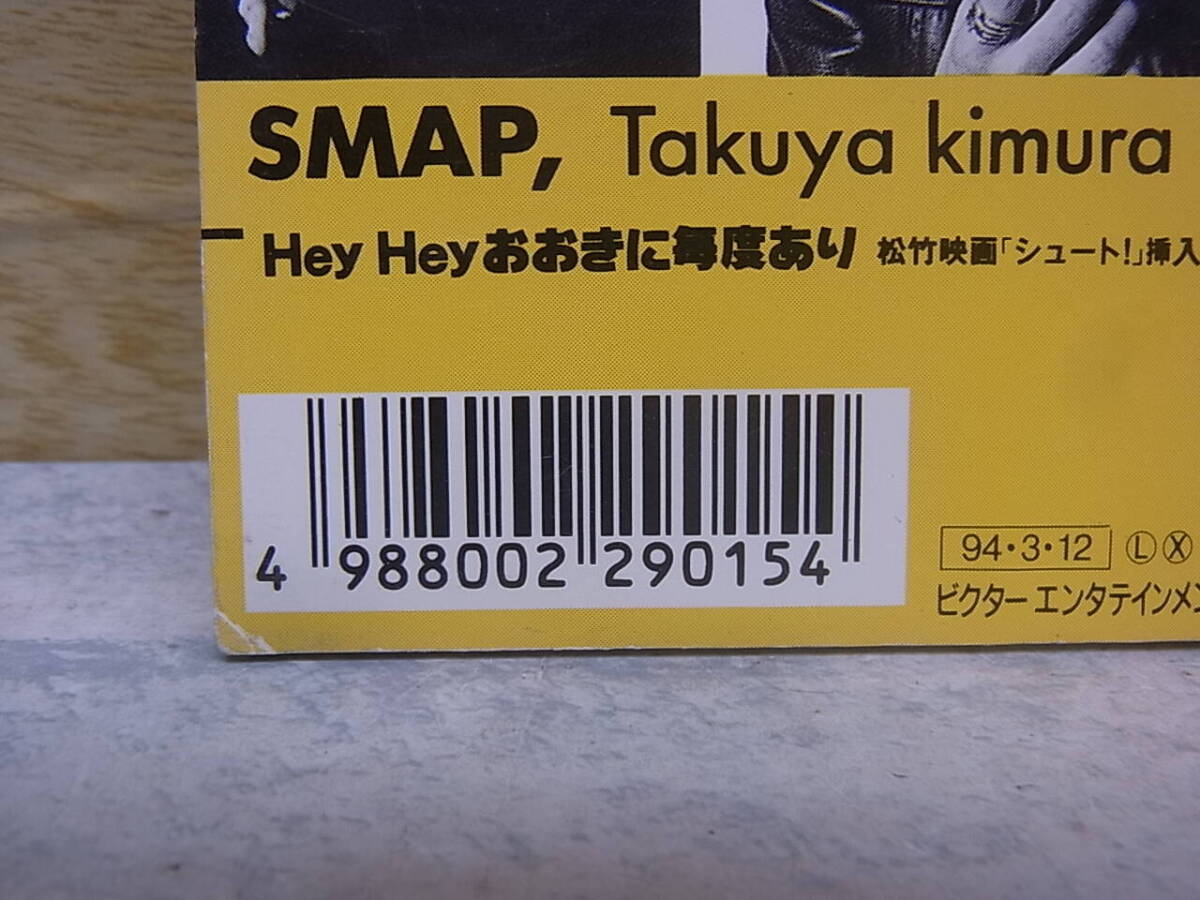 SMAP, Takuya kimura
Hey Heyおおきに毎度あり 松竹映画「シュート!」挿入
4 988002 290154
94・3・12 Ⓛ Ⓧ
ビクター エンタテインメン